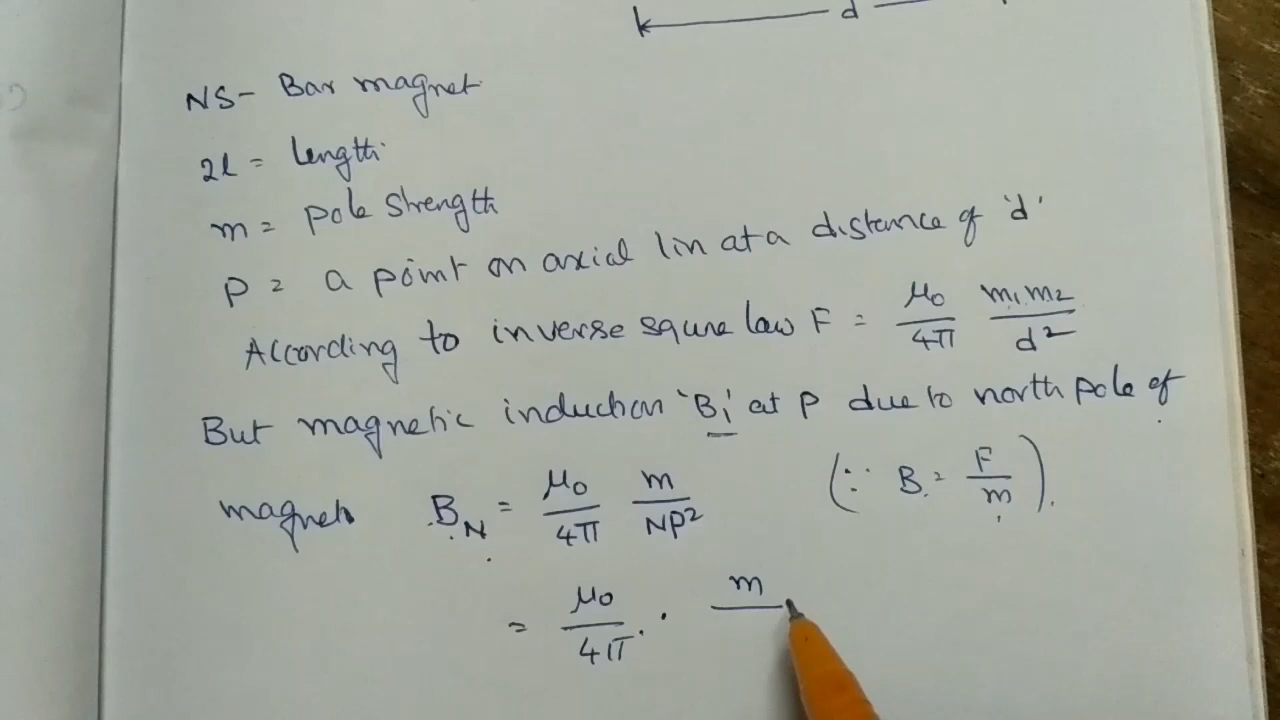 d
NS- Bar magnet
2l = length
m = pole strength
P = a point on axial lin at a distance of 'd'
According to inverse squre law F = μ₀/4π m₁m₂/d²
But magnetic induction 'B₁' at P due to north pole of
magnet B_N = μ₀/4π m/NP² (∵ B = F/m)
= μ₀/4π · m